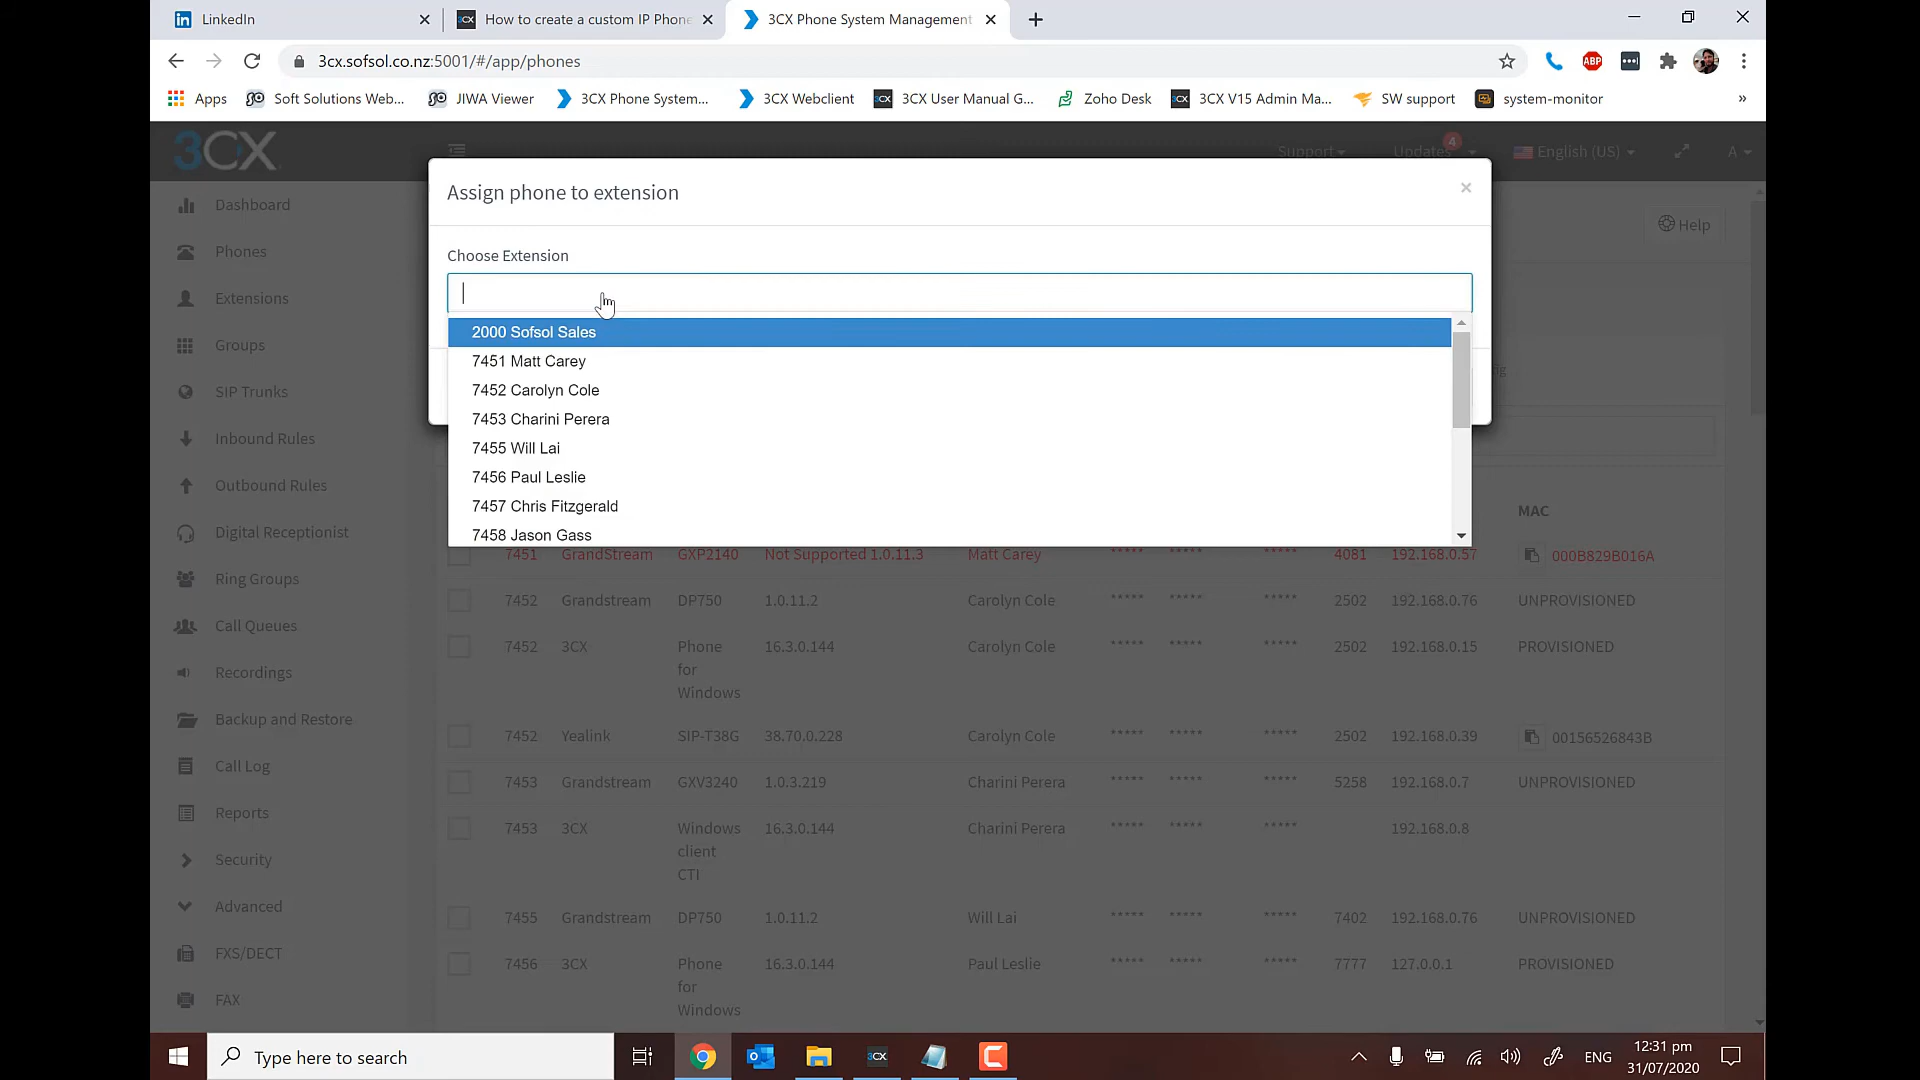 LinkedIn
How to create a custom IP Phone
3CX Phone System Management
3cx.sofsol.co.nz:5001/#/app/phones
ABP
Apps
Soft Solutions Web...
JIWA Viewer
3CX Phone System...
3CX Webclient
3CX User Manual G...
Zoho Desk
3CX V15 Admin Ma...
SW support
system-monitor
»
3CX
Support
Updates
4
English (US)
A
Help
Dashboard
Phones
Extensions
Groups
SIP Trunks
Inbound Rules
Outbound Rules
Digital Receptionist
Ring Groups
Call Queues
Recordings
Backup and Restore
Call Log
Reports
Security
Advanced
FXS/DECT
FAX
Assign phone to extension
×
Choose Extension
2000 Sofsol Sales
7451 Matt Carey
7452 Carolyn Cole
7453 Charini Perera
7455 Will Lai
7456 Paul Leslie
7457 Chris Fitzgerald
7458 Jason Gass
MAC
7451 GrandStream GXP2140 Not Supported 1.0.11.3 Matt Carey ***** ***** ***** 4081 192.168.0.57 000B829B016A
7452 Grandstream DP750 1.0.11.2 Carolyn Cole ***** ***** ***** 2502 192.168.0.76 UNPROVISIONED
7452 3CX Phone 16.3.0.144 Carolyn Cole ***** ***** ***** 2502 192.168.0.15 PROVISIONED
for
Windows
7452 Yealink SIP-T38G 38.70.0.228 Carolyn Cole ***** ***** ***** 2502 192.168.0.39 00156526843B
7453 Grandstream GXV3240 1.0.3.219 Charini Perera ***** ***** ***** 5258 192.168.0.7 UNPROVISIONED
7453 3CX Windows 16.3.0.144 Charini Perera ***** ***** ***** 192.168.0.8
client
CTI
7455 Grandstream DP750 1.0.11.2 Will Lai ***** ***** ***** 7402 192.168.0.76 UNPROVISIONED
7456 3CX Phone 16.3.0.144 Paul Leslie ***** ***** ***** 7777 127.0.0.1 PROVISIONED
for
Windows
Type here to search
3CX
ENG
12:31 pm
31/07/2020